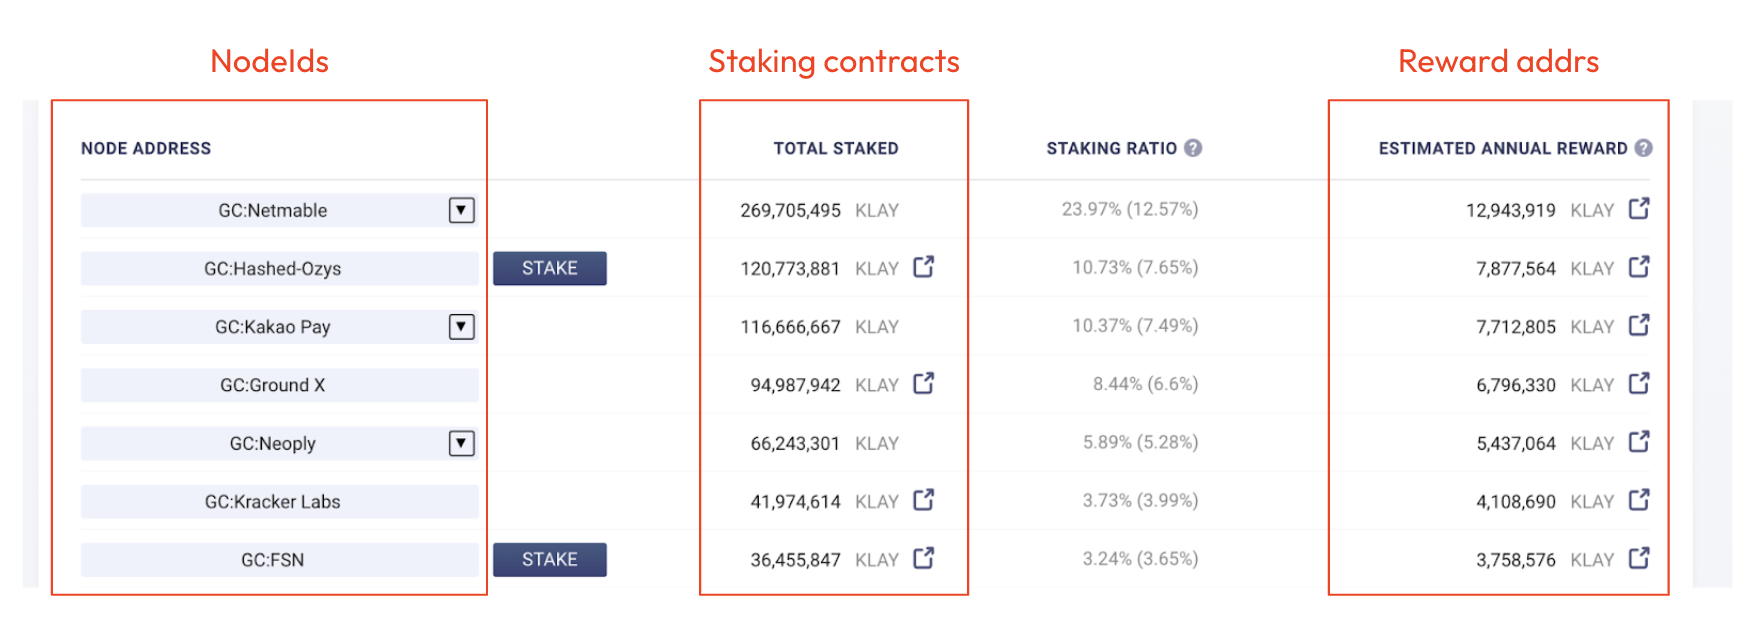 NodeIds Staking contracts Reward addrs
NODE ADDRESS TOTAL STAKED STAKING RATIO ? ESTIMATED ANNUAL REWARD ?
GC:Netmable 269,705,495 KLAY 23.97% (12.57%) 12,943,919 KLAY
GC:Hashed-Ozys STAKE 120,773,881 KLAY 10.73% (7.65%) 7,877,564 KLAY
GC:Kakao Pay 116,666,667 KLAY 10.37% (7.49%) 7,712,805 KLAY
GC:Ground X 94,987,942 KLAY 8.44% (6.6%) 6,796,330 KLAY
GC:Neoply 66,243,301 KLAY 5.89% (5.28%) 5,437,064 KLAY
GC:Kracker Labs 41,974,614 KLAY 3.73% (3.99%) 4,108,690 KLAY
GC:FSN STAKE 36,455,847 KLAY 3.24% (3.65%) 3,758,576 KLAY